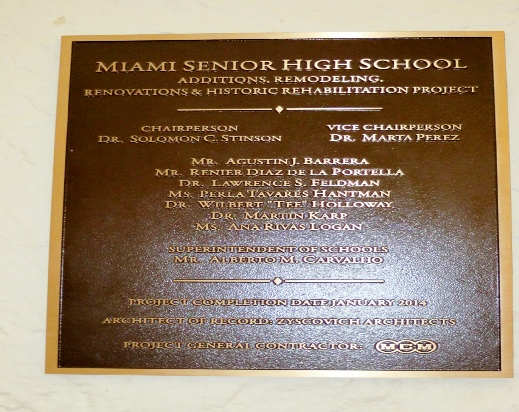 MIAMI SENIOR HIGH SCHOOL
ADDITIONS, REMODELING,
RENOVATIONS & HISTORIC REHABILITATION PROJECT
CHAIRPERSON
DR. SOLOMON C. STINSON
VICE CHAIRPERSON
DR. MARTA PEREZ
MR. AGUSTIN J. BARRERA
MR. RENIER DIAZ DE LA PORTELLA
DR. LAWRENCE S. FELDMAN
MS. PERLA TAVARES HANTMAN
DR. WILBERT "TEE" HOLLOWAY
DR. MARTIN KARP
MS. ANA RIVAS LOGAN
SUPERINTENDENT OF SCHOOLS
MR. ALBERTO M. CARVALHO
PROJECT COMPLETION DATE: JANUARY 2014
ARCHITECT OF RECORD: ZYSCOVICH ARCHITECTS
PROJECT GENERAL CONTRACTOR: MCM